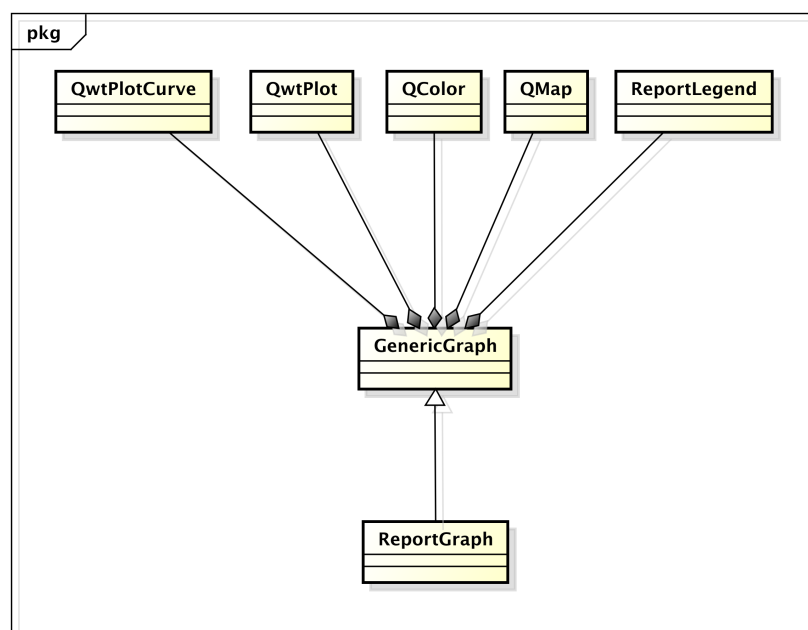 pkg
QwtPlotCurve
QwtPlot
QColor
QMap
ReportLegend
GenericGraph
ReportGraph